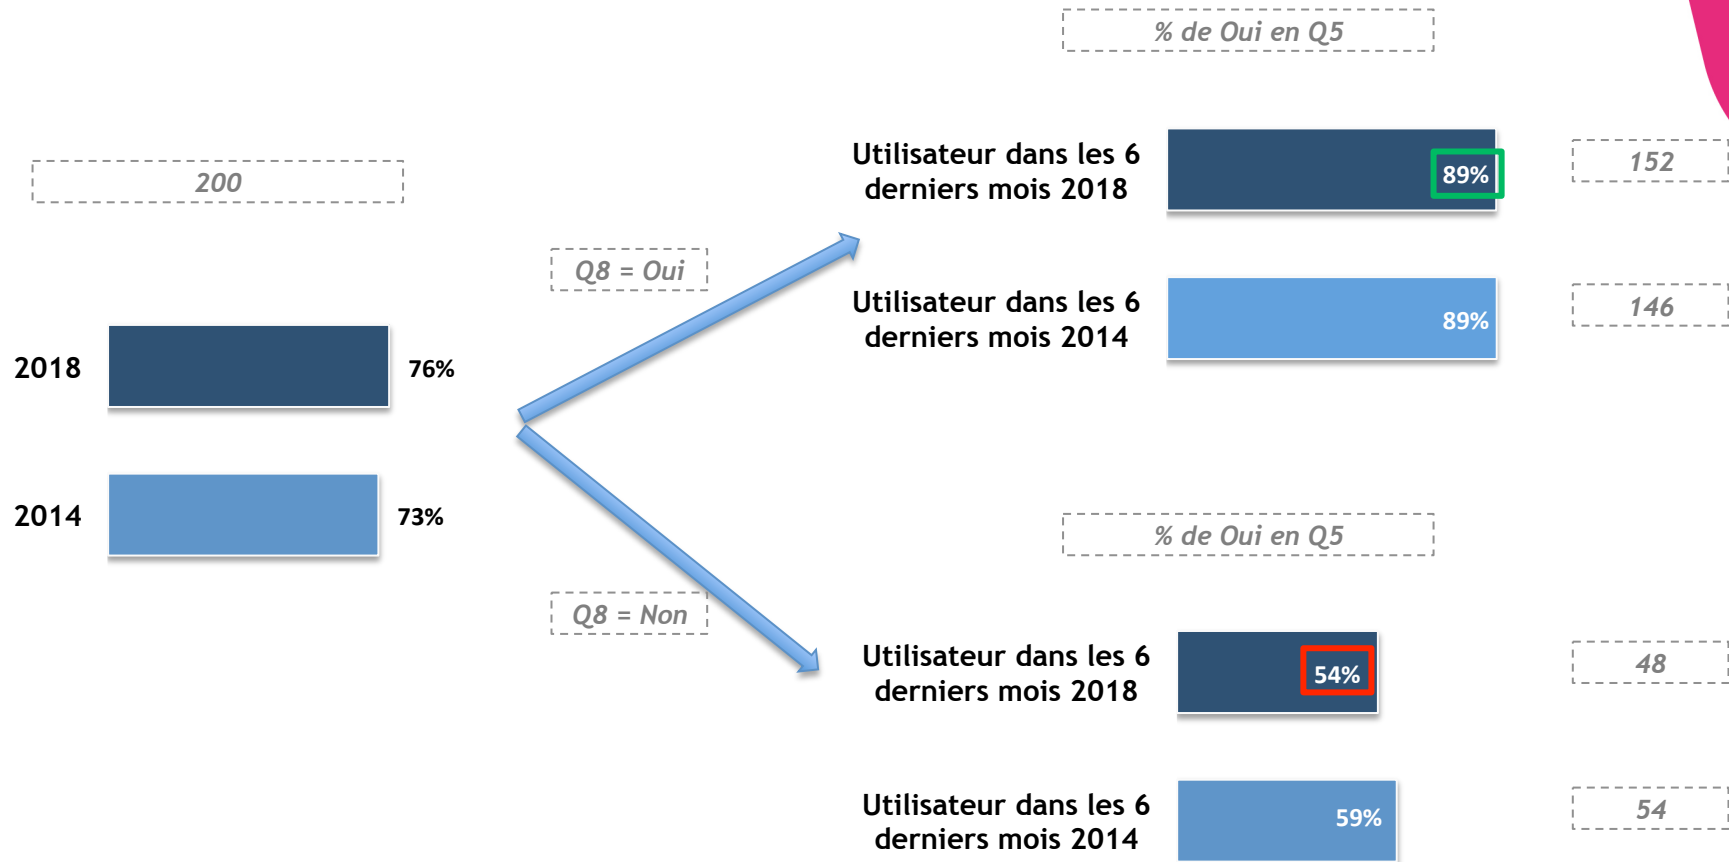 % de Oui en Q5
200
Utilisateur dans les 6
derniers mois 2018
89%
152
Q8 = Oui
Utilisateur dans les 6
derniers mois 2014
89%
146
2018
76%
2014
73%
% de Oui en Q5
Q8 = Non
Utilisateur dans les 6
derniers mois 2018
54%
48
Utilisateur dans les 6
derniers mois 2014
59%
54